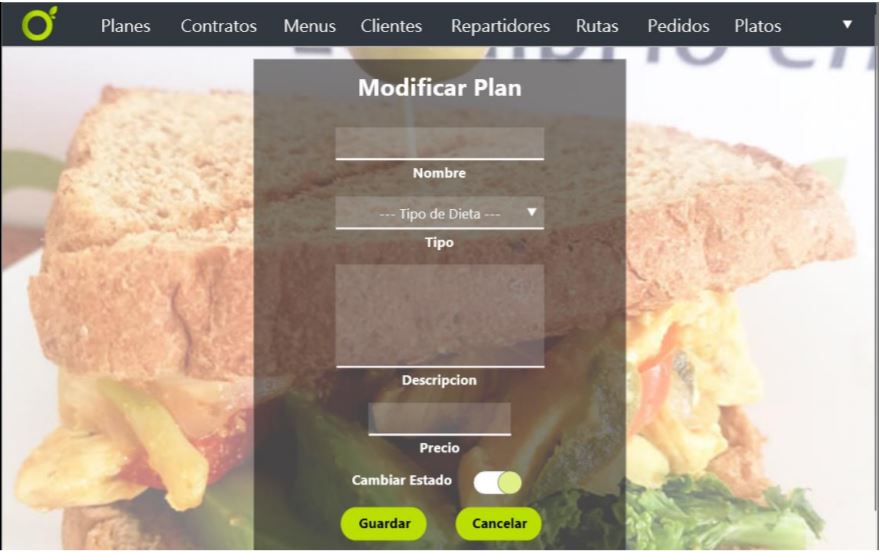 Planes Contratos Menus Clientes Repartidores Rutas Pedidos Platos
Modificar Plan
Nombre
--- Tipo de Dieta ---
Tipo
Descripcion
Precio
Cambiar Estado
Guardar Cancelar